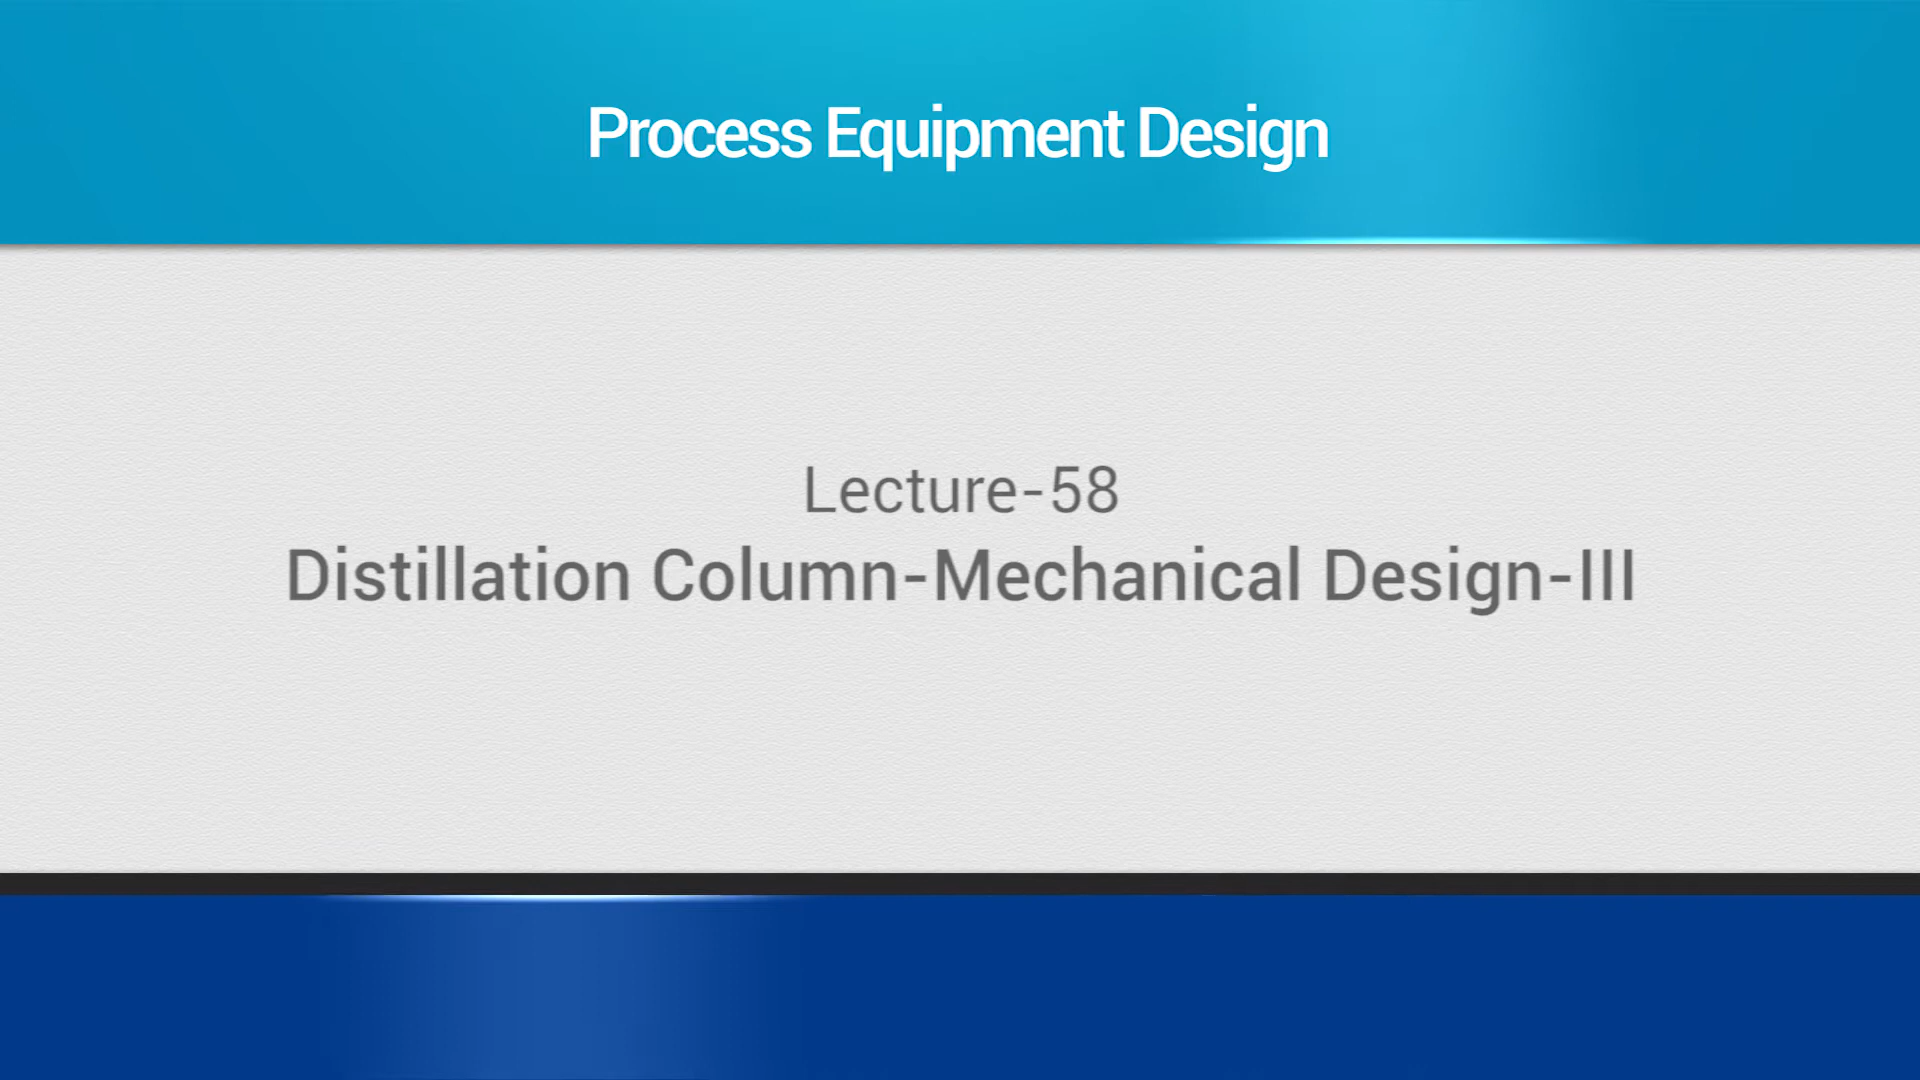 Process Equipment Design
Lecture-58
Distillation Column-Mechanical Design-III